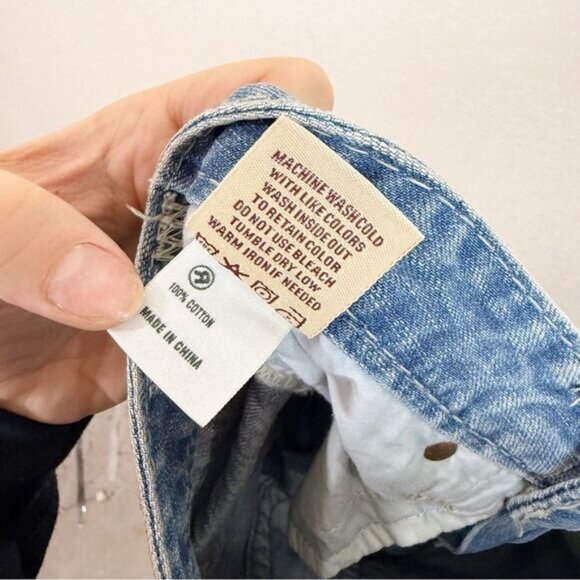 MACHINE WASH COLD
WITH LIKE COLORS
WASH INSIDE OUT
TO RETAIN COLOR
DO NOT USE BLEACH
TUMBLE DRY LOW
WARM IRON IF NEEDED
100% COTTON
MADE IN CHINA